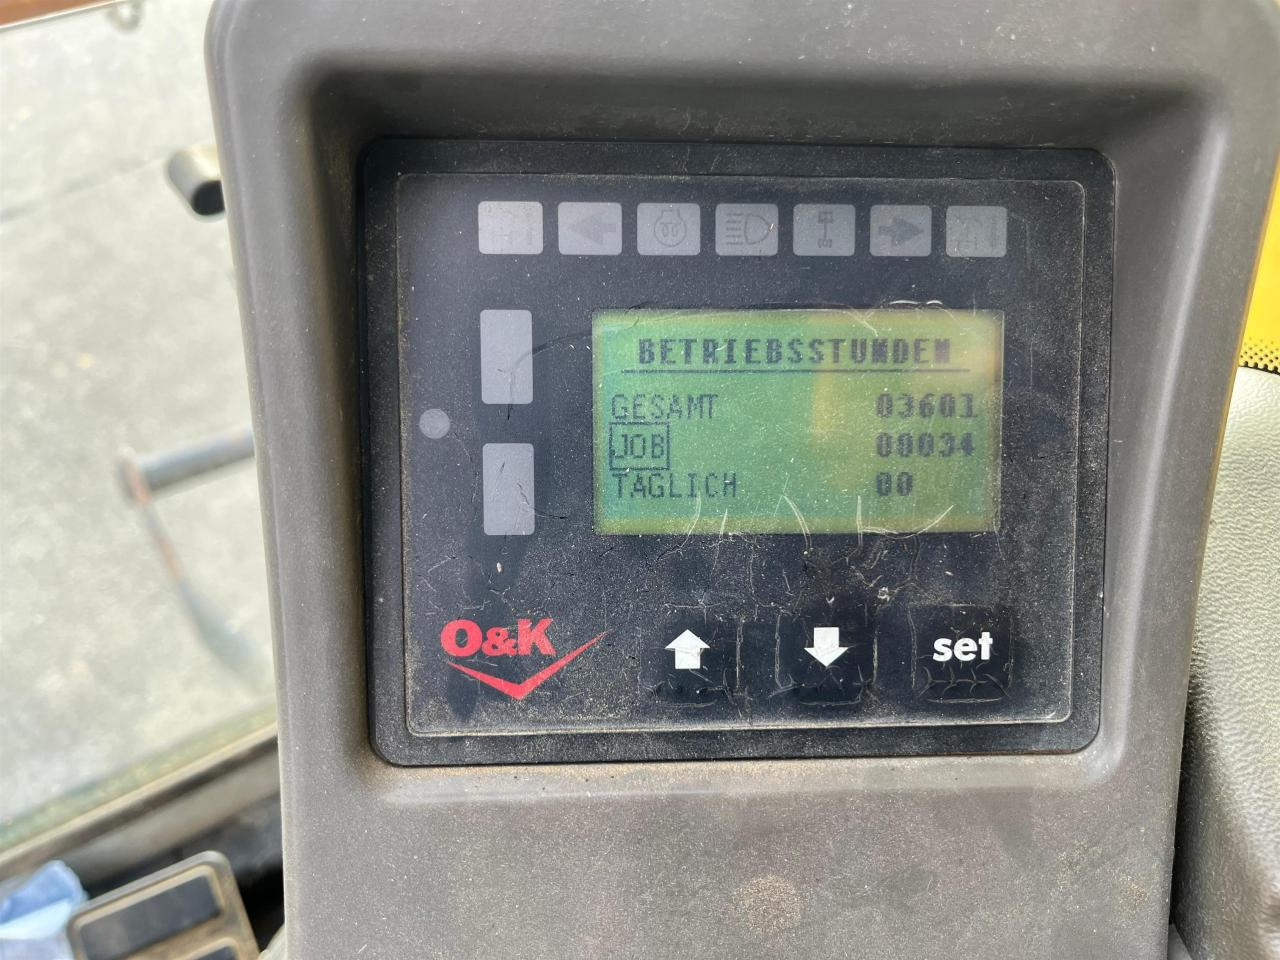 BETRIEBSSTUNDEN
GESAMT 03601
JOB 00034
TÄGLICH 00
O&K
set